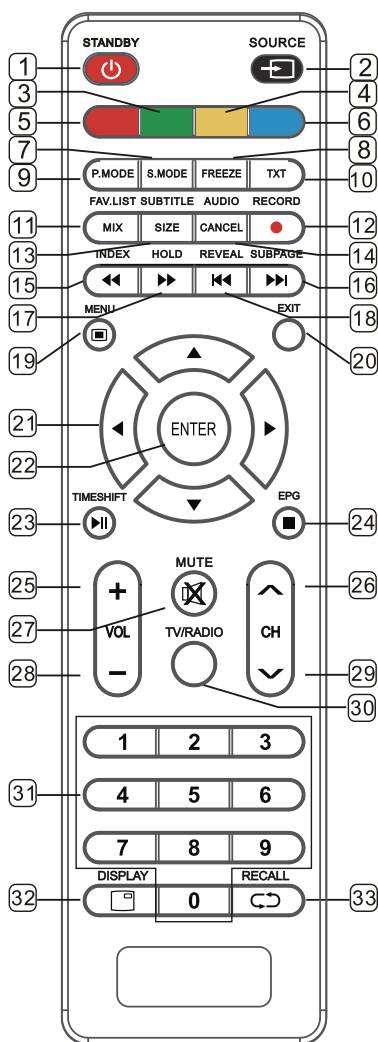 STANDBY SOURCE
1 2
3 4
5 6
7 8
9 P.MODE S.MODE FREEZE TXT 10
FAV.LIST SUBTITLE AUDIO RECORD
11 MIX SIZE CANCEL 12
13 14
INDEX HOLD REVEAL SUBPAGE
15 16
17 18
MENU EXIT
19 20
21
ENTER
22
TIMESHIFT EPG
23 24
MUTE
25 + 26
27
VOL TV/RADIO CH
28 − 29
30
1 2 3
31 4 5 6
7 8 9
DISPLAY RECALL
32 0 33